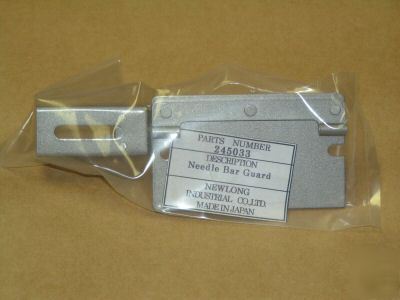 PARTS NUMBER
245033
DESCRIPTION
Needle Bar Guard
NEWLONG
INDUSTRIAL CO.,LTD.
MADE IN JAPAN